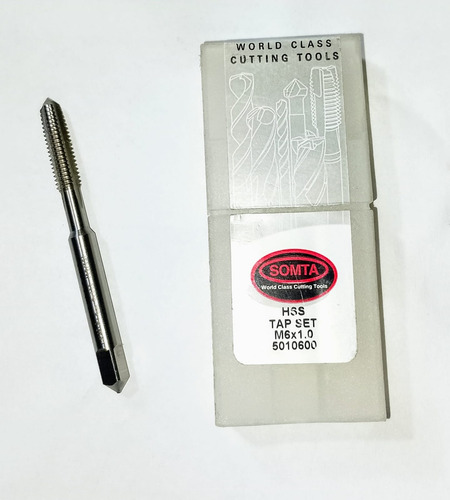 WORLD CLASS
CUTTING TOOLS
SOMTA
World Class Cutting Tools
HSS
TAP SET
M6x1.0
5010600